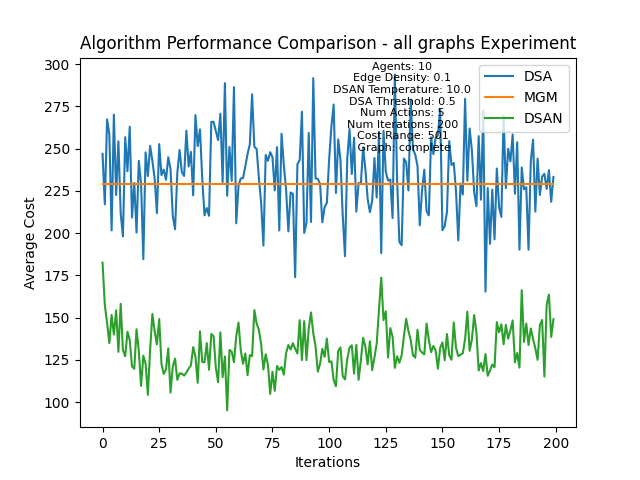 Algorithm Performance Comparison - all graphs Experiment
Agents: 10
Edge Density: 0.1
DSAN Temperature: 10.0
DSA Threshold: 0.5
Num Actions: 5
Num Iterations: 200
Cost Range: 501
Graph: complete
DSA
MGM
DSAN
Average Cost
300
275
250
225
200
175
150
125
100
0
25
50
75
100
125
150
175
200
Iterations